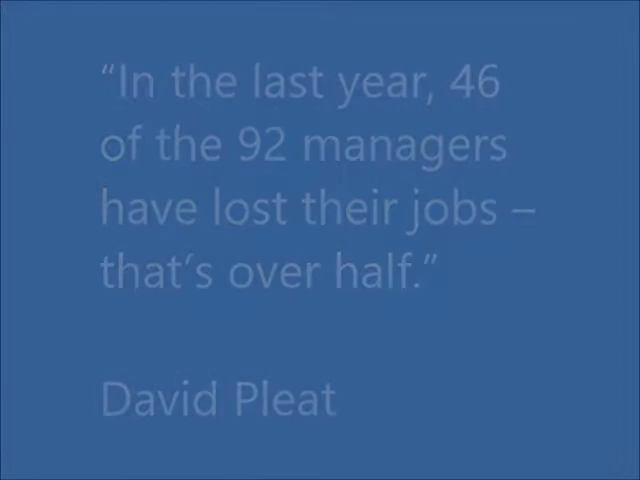 “In the last year, 46
of the 92 managers
have lost their jobs –
that’s over half.”
David Pleat